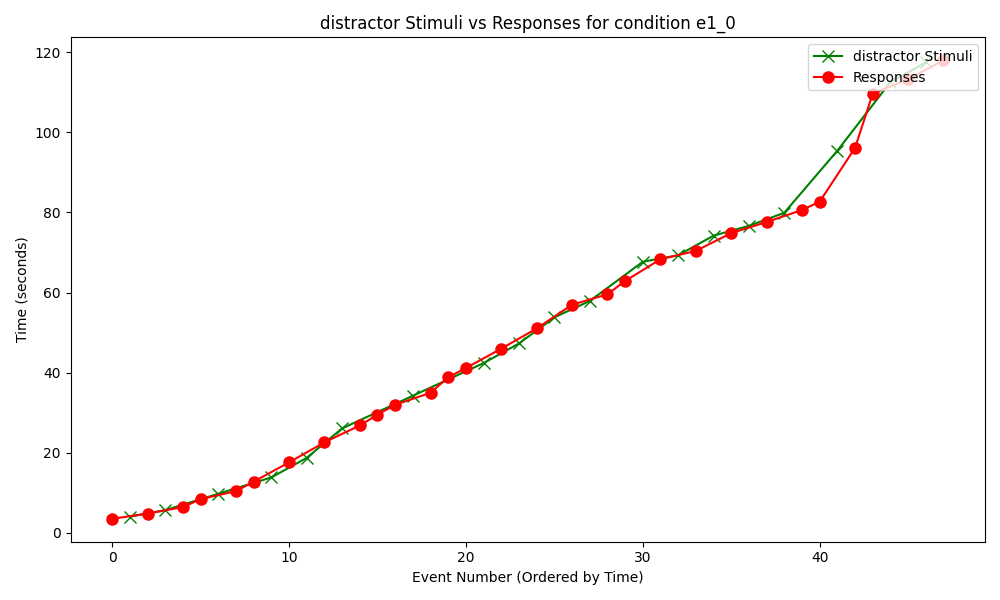 distractor Stimuli vs Responses for condition e1_0
distractor Stimuli
Responses
Time (seconds)
120
100
80
60
40
20
0
0 10 20 30 40
Event Number (Ordered by Time)